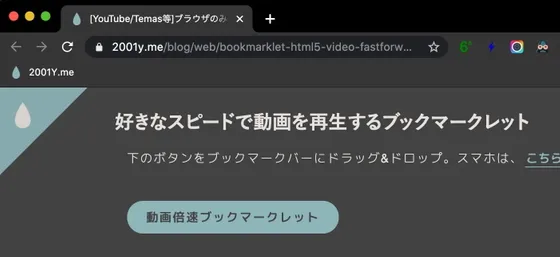 [YouTube/Temas等]ブラウザのみ
2001y.me/blog/web/bookmarklet-html5-video-fastforw...
2001Y.me
好きなスピードで動画を再生するブックマークレット
下のボタンをブックマークバーにドラッグ&ドロップ。スマホは、こちら
動画倍速ブックマークレット